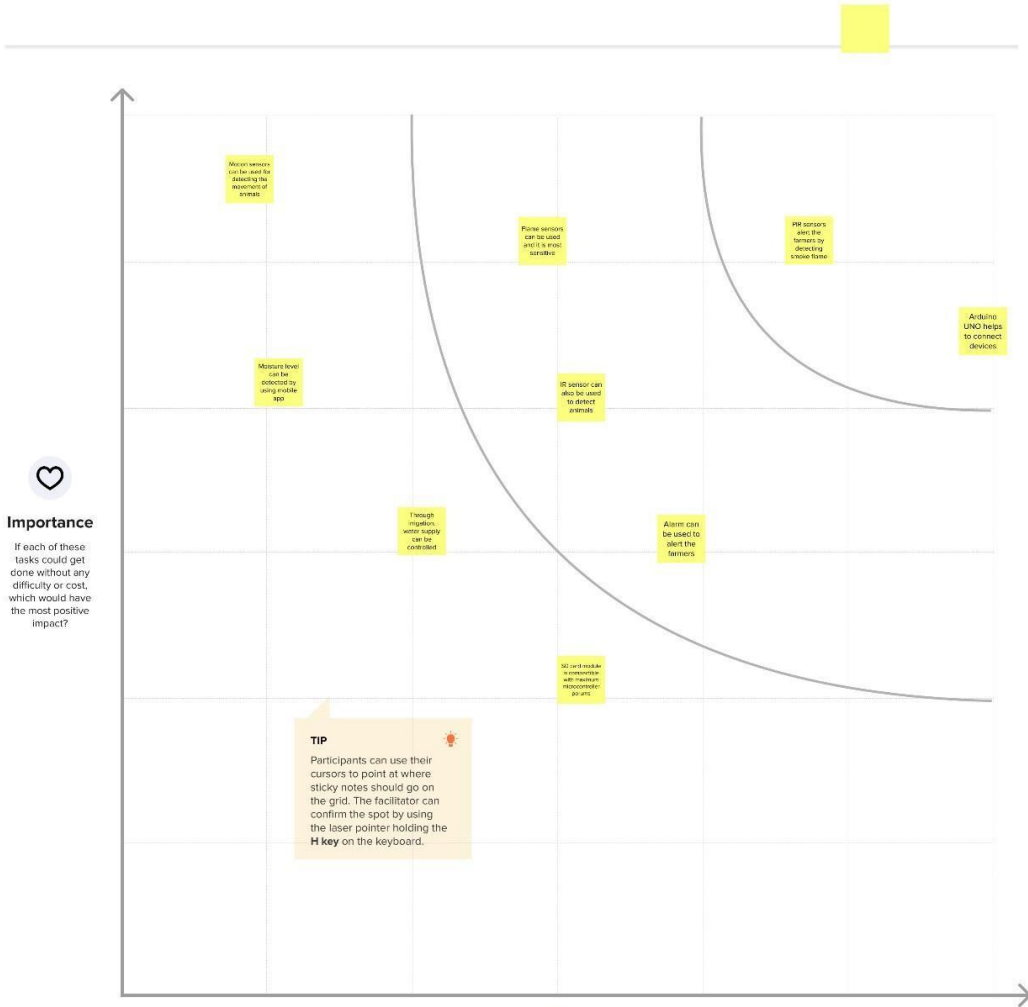 Motion sensors
can be used for
detecting the
movement of
animals
Flame sensors
can be used
and it is most
sensitive
PIR sensors
alert the
farmers by
detecting
smoke flame
Arduino
UNO helps
to connect
devices
Moisture level
can be
detected by
using mobile
app
IR sensor can
also be used
to detect
animals
Importance
If each of these
tasks could get
done without any
difficulty or cost,
which would have
the most positive
impact?
Through
irrigation,
water supply
can be
controlled
Alarm can
be used to
alert the
farmers
SD card module
is compatible
with maximum
microcontroller
TIP
Participants can use their
cursors to point at where
sticky notes should go on
the grid. The facilitator can
confirm the spot by using
the laser pointer holding the
H key on the keyboard.